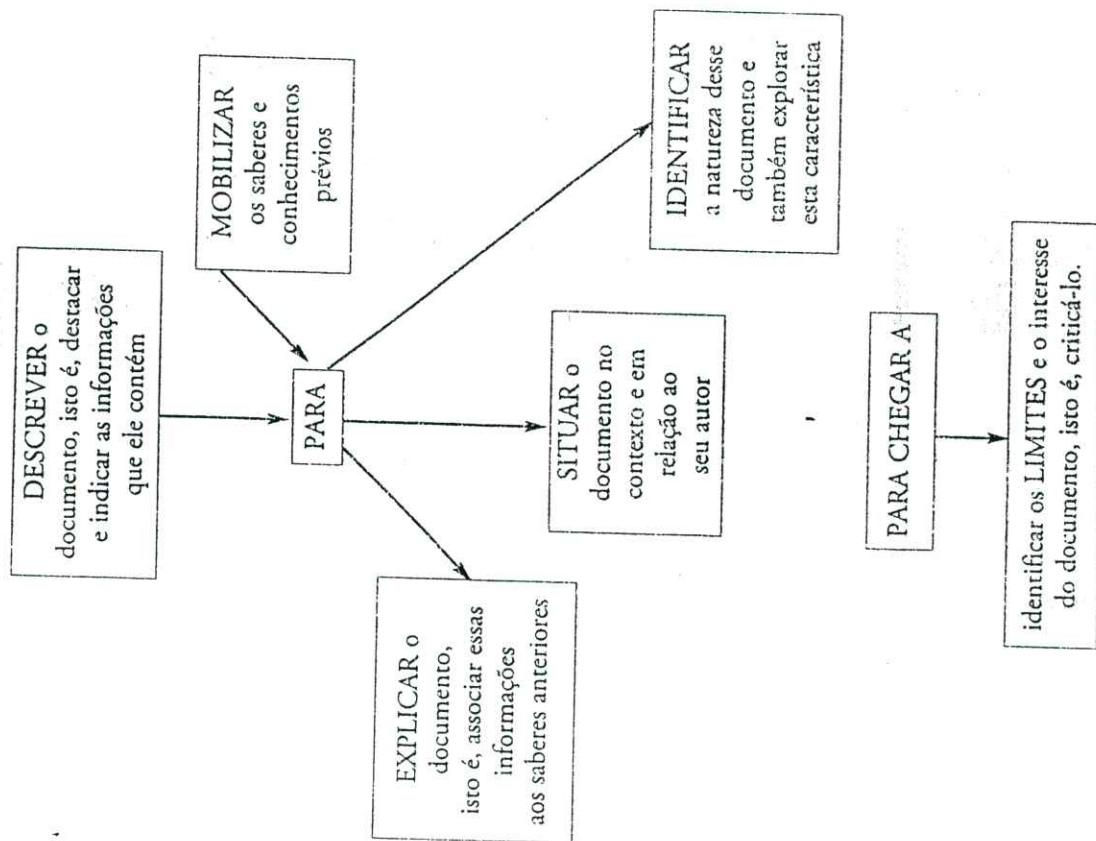 DESCREVER o
documento, isto é, destacar
e indicar as informações
que ele contém
MOBILIZAR
os saberes e
conhecimentos
prévios
PARA
EXPLICAR o
documento,
isto é, associar essas
informações
aos saberes anteriores
SITUAR o
documento no
contexto e em
relação ao
seu autor
IDENTIFICAR
a natureza desse
documento e
também explorar
esta característica
PARA CHEGAR A
identificar os LIMITES e o interesse
do documento, isto é, criticá-lo.